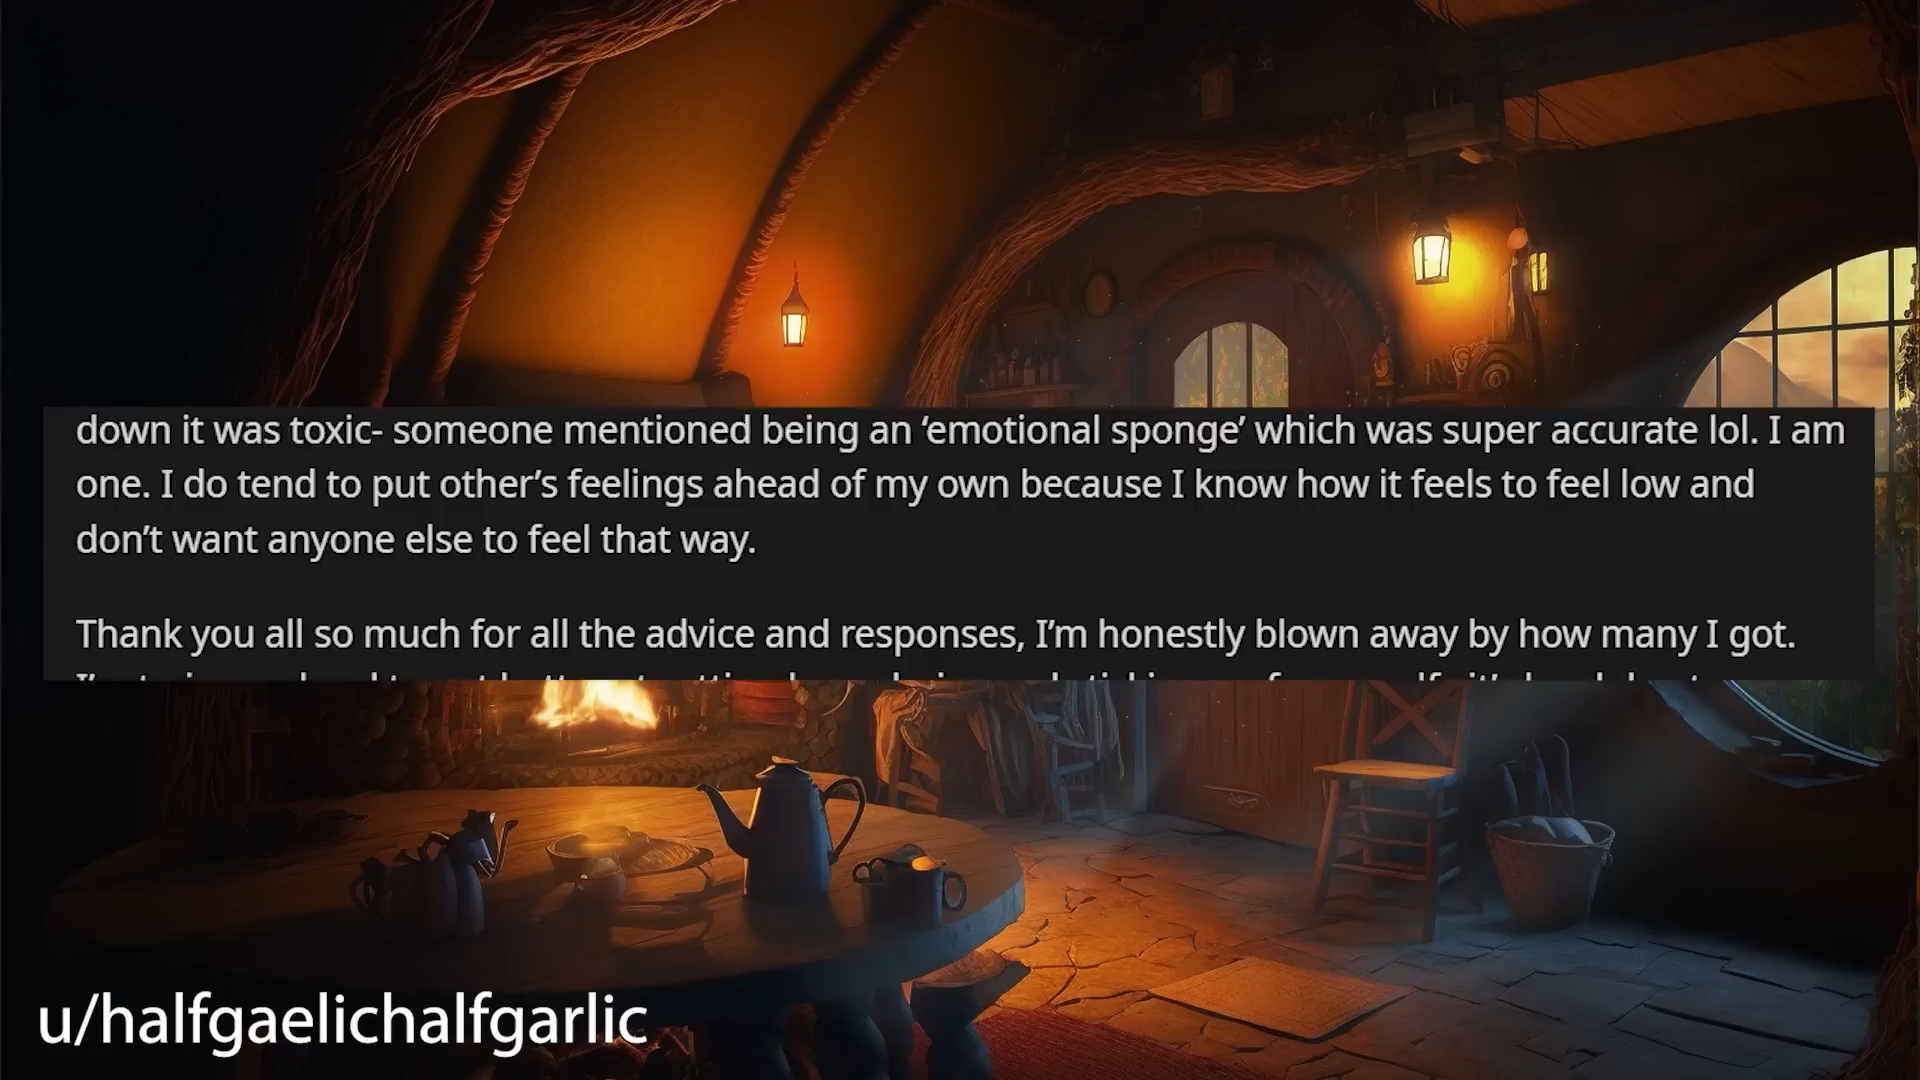 down it was toxic- someone mentioned being an ‘emotional sponge’ which was super accurate lol. I am
one. I do tend to put other’s feelings ahead of my own because I know how it feels to feel low and
don’t want anyone else to feel that way.
Thank you all so much for all the advice and responses, I’m honestly blown away by how many I got.
u/halfgaelichalfgarlic